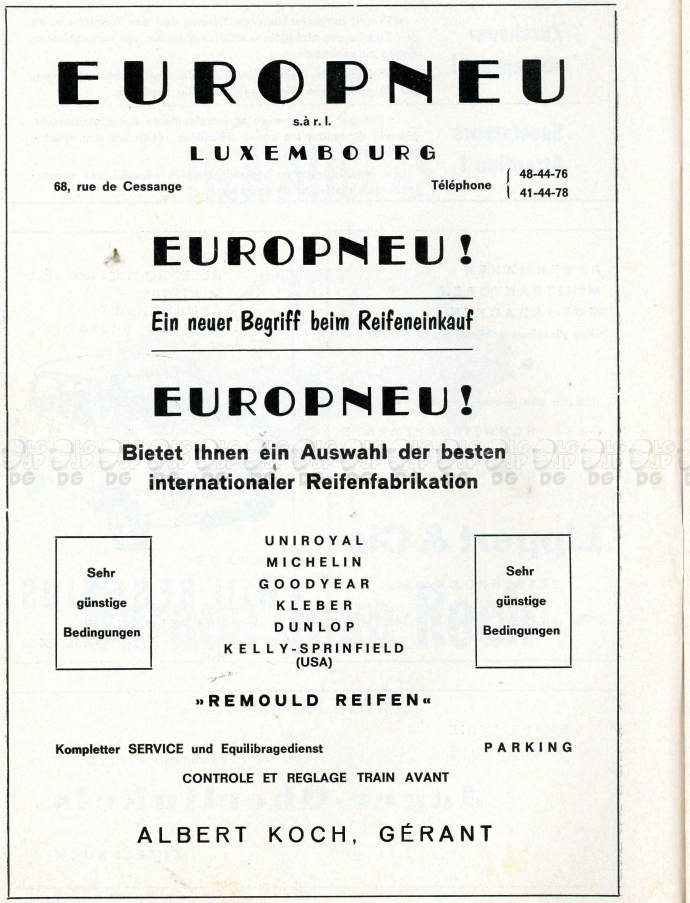 EUROPNEU
s.à r. l.
LUXEMBOURG
68, rue de Cessange
Téléphone { 48-44-76
41-44-78
EUROPNEU!
Ein neuer Begriff beim Reifeneinkauf
EUROPNEU!
Bietet Ihnen ein Auswahl der besten
internationaler Reifenfabrikation
Sehr
günstige
Bedingungen
UNIROYAL
MICHELIN
GOODYEAR
KLEBER
DUNLOP
KELLY-SPRINFIELD
(USA)
Sehr
günstige
Bedingungen
»REMOULD REIFEN«
Kompletter SERVICE und Equilibragedienst
PARKING
CONTROLE ET REGLAGE TRAIN AVANT
ALBERT KOCH, GÉRANT